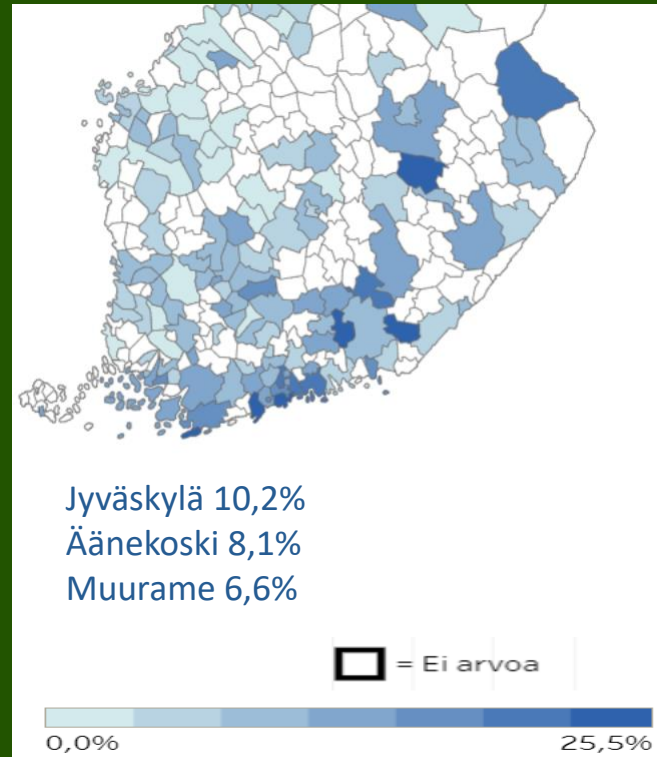 Jyväskylä 10,2%
Äänekoski 8,1%
Muurame 6,6%
= Ei arvoa
0,0% 25,5%